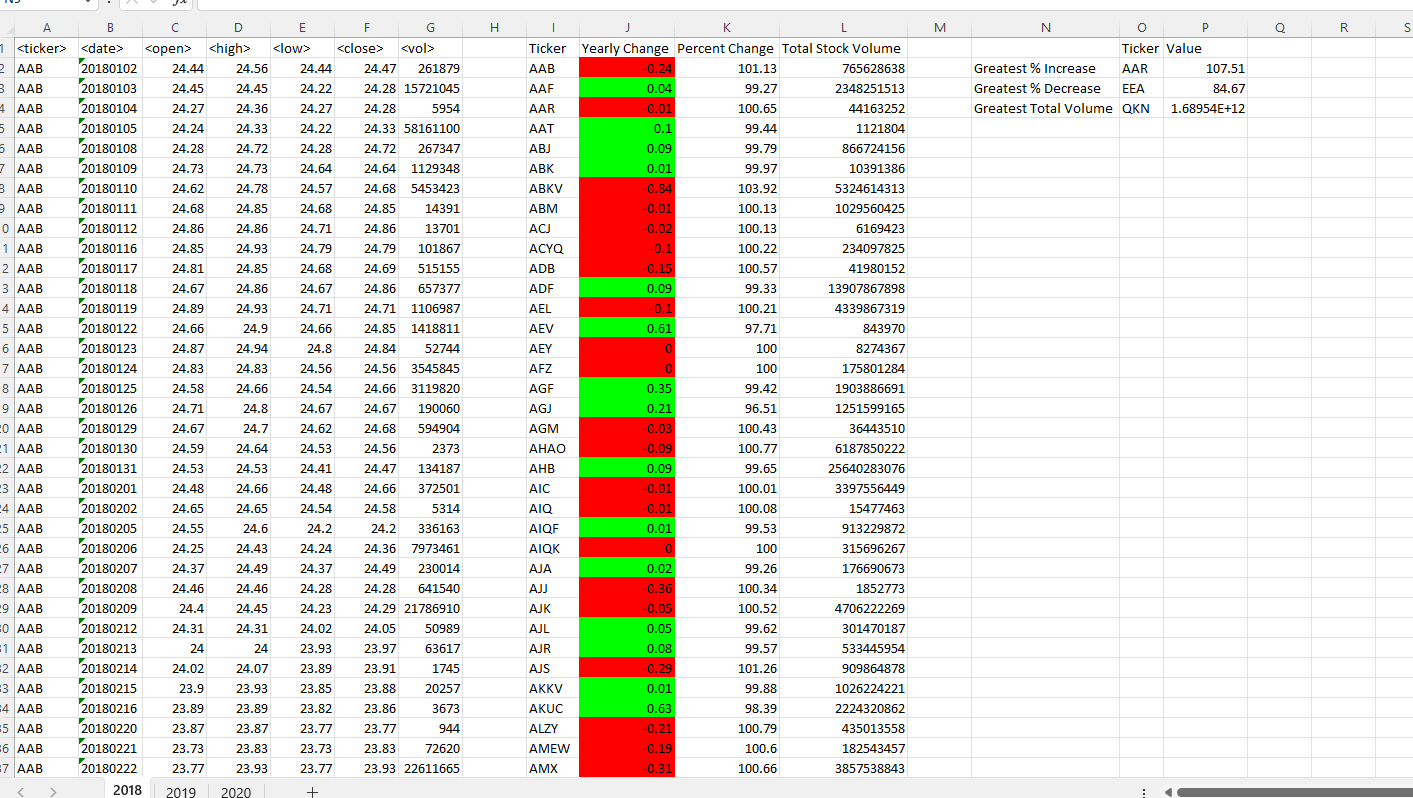 A B C D E F G H I J K L M N O P Q R S
1 <ticker> <date> <open> <high> <low> <close> <vol> Ticker Yearly Change Percent Change Total Stock Volume Ticker Value
2 AAB 20180102 24.44 24.56 24.44 24.47 261879 AAB -0.24 101.13 765628638 Greatest % Increase AAR 107.51
3 AAB 20180103 24.45 24.45 24.22 24.28 15721045 AAF 0.04 99.27 2348251513 Greatest % Decrease EEA 84.67
4 AAB 20180104 24.27 24.36 24.27 24.28 5954 AAR -0.01 100.65 44163252 Greatest Total Volume QKN 1.68954E+12
5 AAB 20180105 24.24 24.33 24.22 24.33 58161100 AAT 0.1 99.44 1121804
6 AAB 20180108 24.28 24.72 24.28 24.72 267347 ABJ 0.09 99.79 866724156
7 AAB 20180109 24.73 24.73 24.64 24.64 1129348 ABK 0.01 99.97 10391386
8 AAB 20180110 24.62 24.78 24.57 24.68 5453423 ABKV -0.84 103.92 5324614313
9 AAB 20180111 24.68 24.85 24.68 24.85 14391 ABM -0.01 100.13 1029560425
0 AAB 20180112 24.86 24.86 24.71 24.86 13701 ACJ -0.02 100.13 6169423
1 AAB 20180116 24.85 24.93 24.79 24.79 101867 ACYQ -0.1 100.22 234097825
2 AAB 20180117 24.81 24.85 24.68 24.69 515155 ADB -0.15 100.57 41980152
3 AAB 20180118 24.67 24.86 24.67 24.86 657377 ADF 0.09 99.33 13907867898
4 AAB 20180119 24.89 24.93 24.71 24.71 1106987 AEL -0.1 100.21 4339867319
5 AAB 20180122 24.66 24.9 24.66 24.85 1418811 AEV 0.61 97.71 843970
6 AAB 20180123 24.87 24.94 24.8 24.84 52744 AEY 0 100 8274367
7 AAB 20180124 24.83 24.83 24.56 24.56 3545845 AFZ 0 100 175801284
8 AAB 20180125 24.58 24.66 24.54 24.66 3119820 AGF 0.35 99.42 1903886691
9 AAB 20180126 24.71 24.8 24.67 24.67 190060 AGJ 0.21 96.51 1251599165
20 AAB 20180129 24.67 24.7 24.62 24.68 594904 AGM -0.03 100.43 36443510
21 AAB 20180130 24.59 24.64 24.53 24.56 2373 AHAO -0.09 100.77 6187850222
22 AAB 20180131 24.53 24.53 24.41 24.47 134187 AHB 0.09 99.65 25640283076
23 AAB 20180201 24.48 24.66 24.48 24.66 372501 AIC -0.01 100.01 3397556449
24 AAB 20180202 24.65 24.65 24.54 24.58 5314 AIQ -0.01 100.08 15477463
25 AAB 20180205 24.55 24.6 24.2 24.2 336163 AIQF 0.01 99.53 913229872
26 AAB 20180206 24.25 24.43 24.24 24.36 7973461 AIQK 0 100 315696267
27 AAB 20180207 24.37 24.49 24.37 24.49 230014 AJA 0.02 99.26 176690673
28 AAB 20180208 24.46 24.46 24.28 24.28 641540 AJJ -0.36 100.34 1852773
29 AAB 20180209 24.4 24.45 24.23 24.29 21786910 AJK -0.05 100.52 4706222269
30 AAB 20180212 24.31 24.31 24.02 24.05 50989 AJL 0.05 99.62 301470187
31 AAB 20180213 24 24 23.93 23.97 63617 AJR 0.08 99.57 533445954
32 AAB 20180214 24.02 24.07 23.89 23.91 1745 AJS -0.29 101.26 909864878
33 AAB 20180215 23.9 23.93 23.85 23.88 20257 AKKV 0.01 99.88 1026224221
34 AAB 20180216 23.89 23.89 23.82 23.86 3673 AKUC 0.63 98.39 2224320862
35 AAB 20180220 23.87 23.87 23.77 23.77 944 ALZY -0.21 100.79 435013558
36 AAB 20180221 23.73 23.83 23.73 23.83 72620 AMEW -0.19 100.6 182543457
37 AAB 20180222 23.77 23.93 23.77 23.93 22611665 AMX -0.31 100.66 3857538843
2018 2019 2020